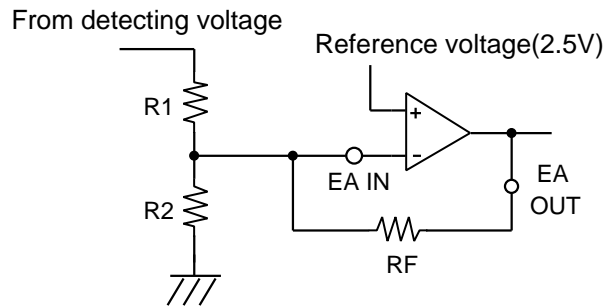 From detecting voltage
Reference voltage(2.5V)
R1
+
-
EA IN
EA
OUT
R2
RF